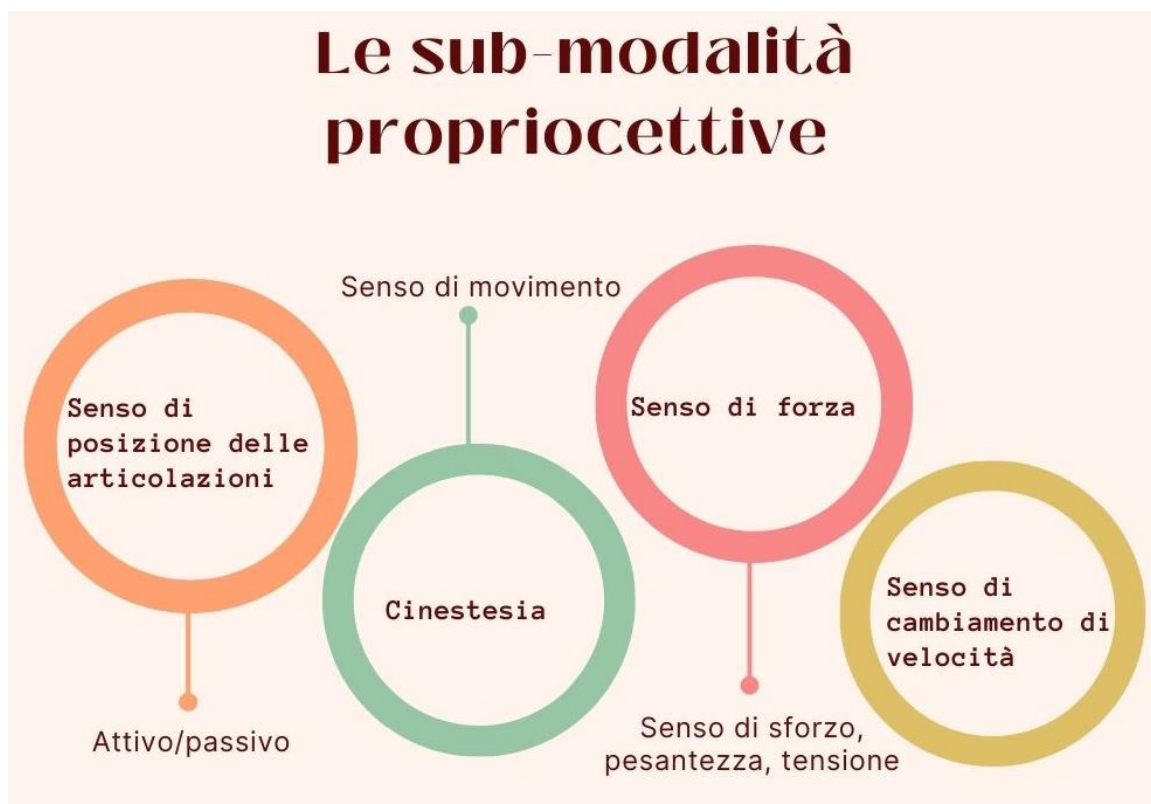 Le sub-modalità
propriocettive
Senso di
posizione delle
articolazioni
Attivo/passivo
Senso di movimento
Cinestesia
Senso di forza
Senso di sforzo,
pesantezza, tensione
Senso di
cambiamento di
velocità